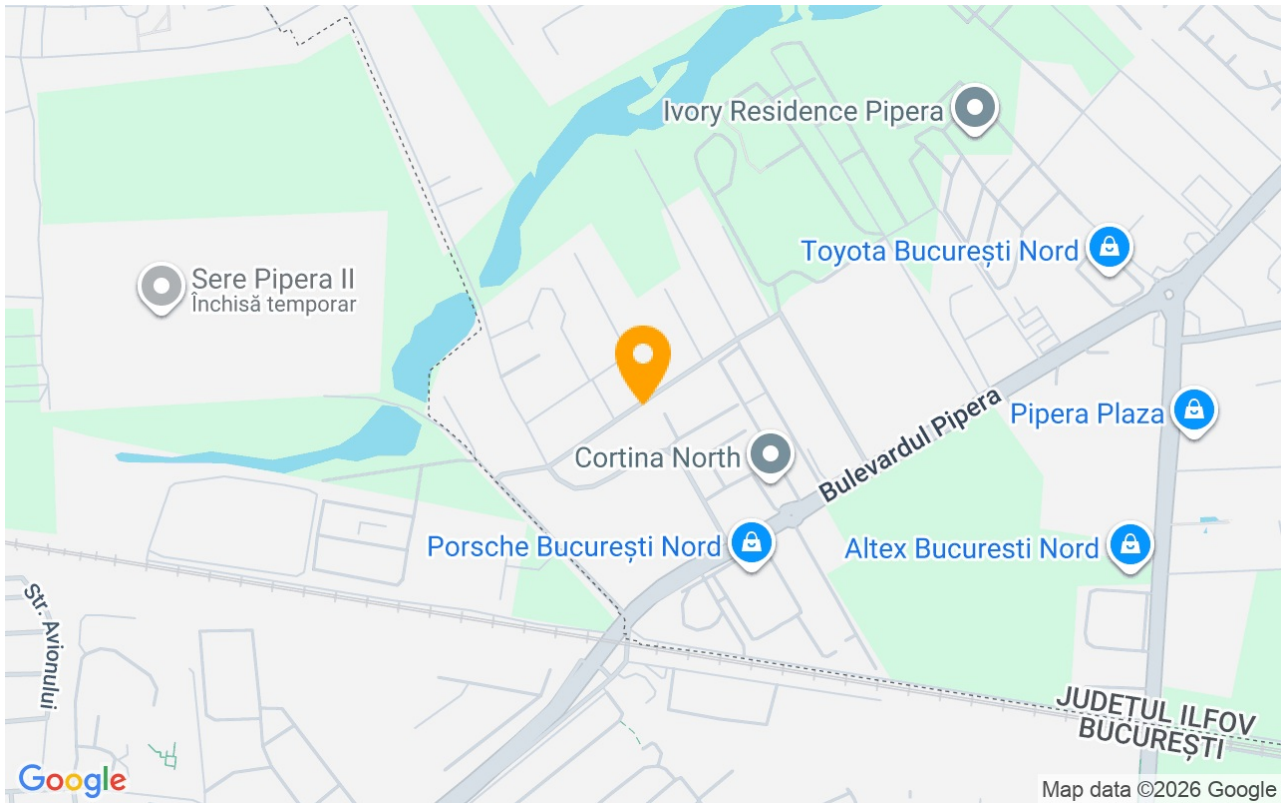 Ivory Residence Pipera
Toyota București Nord
Sere Pipera II
Închisă temporar
Bulevardul Pipera
Pipera Plaza
Cortina North
Porsche București Nord
Altex Bucuresti Nord
Str. Avionului
JUDEȚUL ILFOV
BUCUREȘTI
Google
Map data ©2026 Google